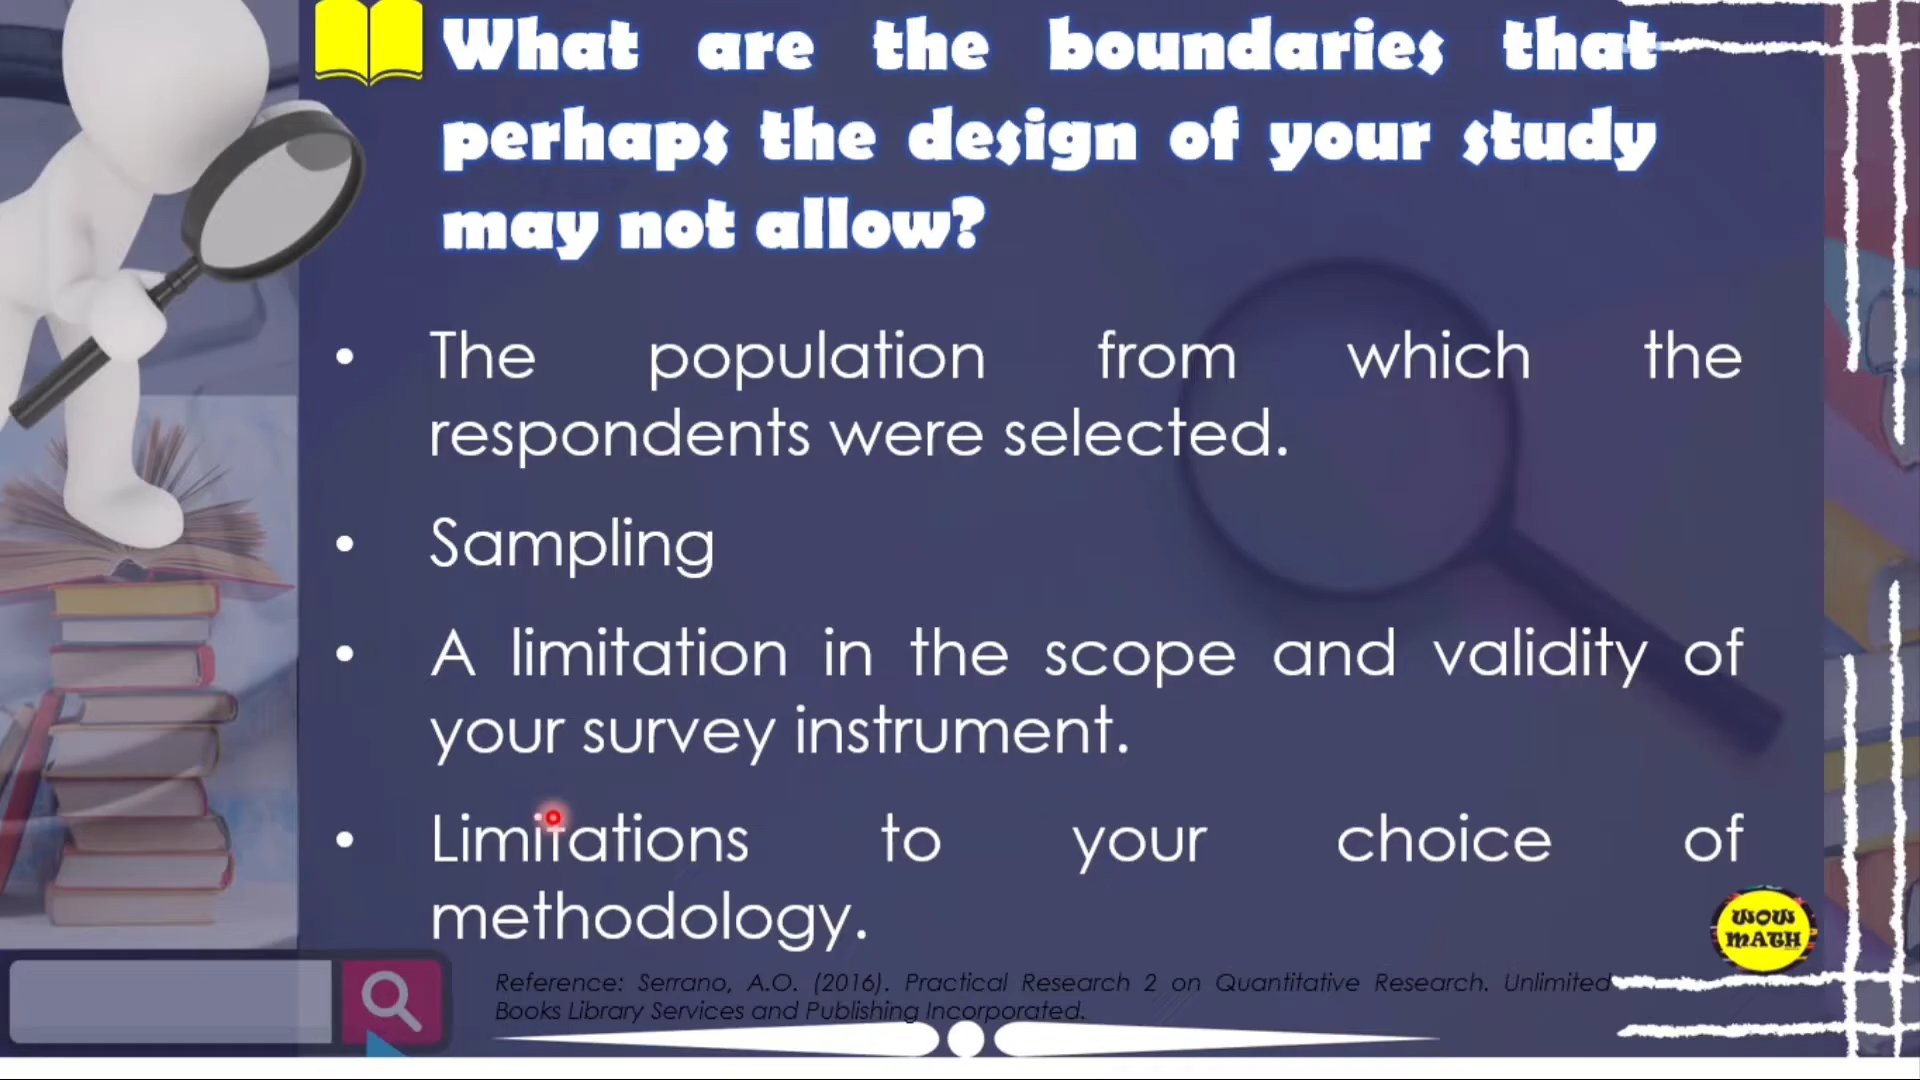 What are the boundaries that
perhaps the design of your study
may not allow?
• The population from which the
respondents were selected.
• Sampling
• A limitation in the scope and validity of
your survey instrument.
• Limitations to your choice of
methodology.
WOW
MATH
Reference: Serrano, A.O. (2016). Practical Research 2 on Quantitative Research. Unlimited
Books Library Services and Publishing Incorporated.